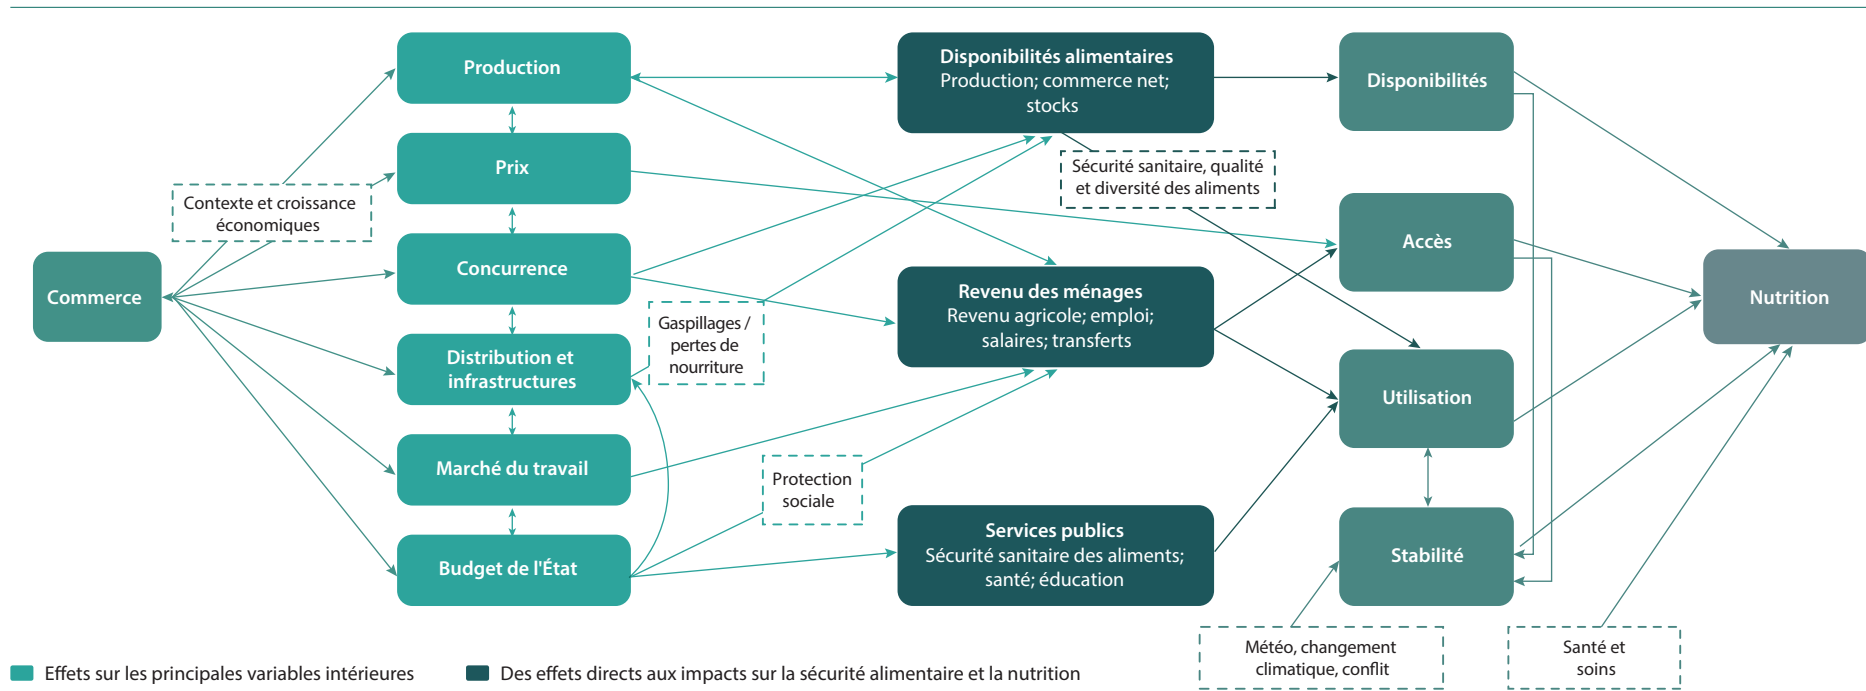 Commerce
Contexte et croissance
économiques
Production
Prix
Concurrence
Distribution et
infrastructures
Marché du travail
Budget de l'État
Gaspillages /
pertes de
nourriture
Protection
sociale
Disponibilités alimentaires
Production; commerce net;
stocks
Sécurité sanitaire, qualité
et diversité des aliments
Revenu des ménages
Revenu agricole; emploi;
salaires; transferts
Services publics
Sécurité sanitaire des aliments;
santé; éducation
Disponibilités
Accès
Utilisation
Stabilité
Nutrition
Météo, changement
climatique, conflit
Santé et
soins
Effets sur les principales variables intérieures
Des effets directs aux impacts sur la sécurité alimentaire et la nutrition